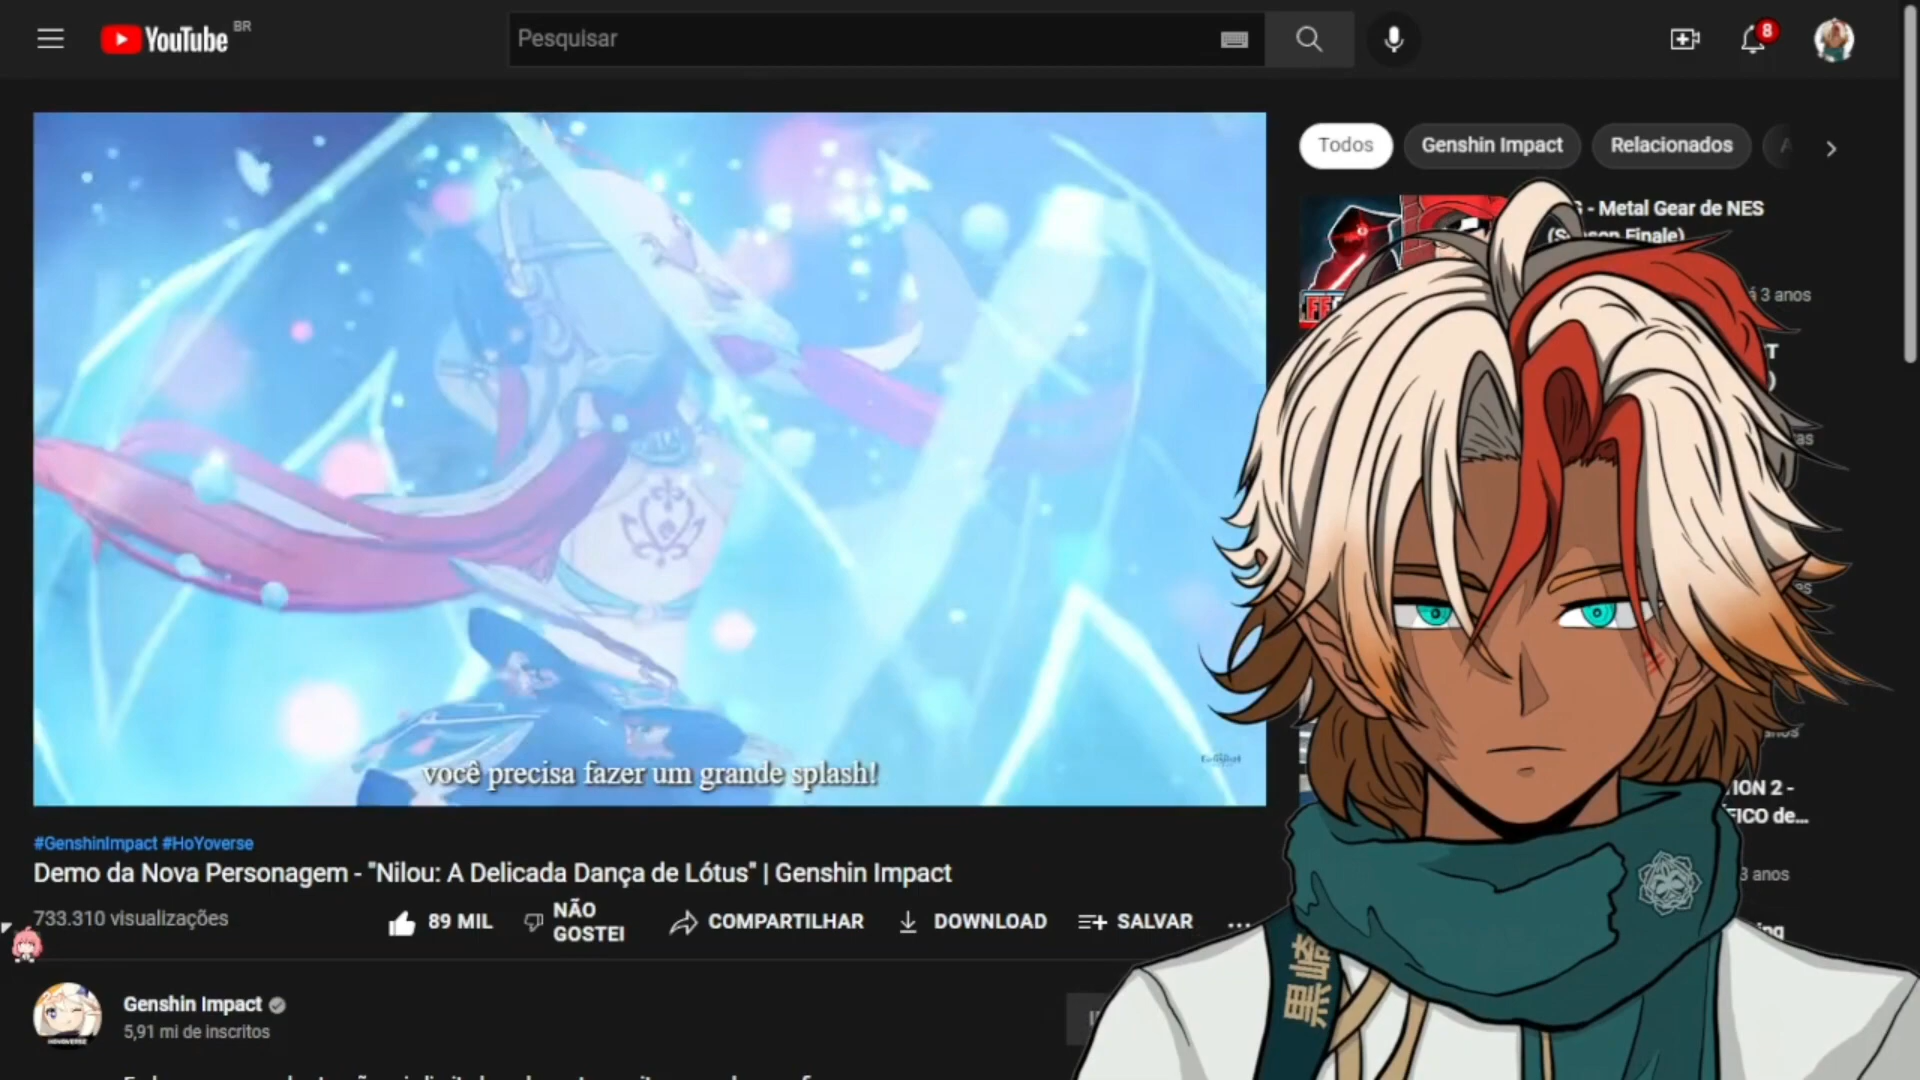 YouTube BR
Pesquisar
8
Todos
Genshin Impact
Relacionados
- Metal Gear de NES
3 anos
você precisa fazer um grande splash!
ION 2 -
FICO de...
3 anos
#GenshinImpact #HoYoverse
Demo da Nova Personagem - "Nilou: A Delicada Dança de Lótus" | Genshin Impact
733.310 visualizações
89 MIL
NÃO
GOSTEI
COMPARTILHAR
DOWNLOAD
SALVAR
Genshin Impact
5,91 mi de inscritos
黒崎